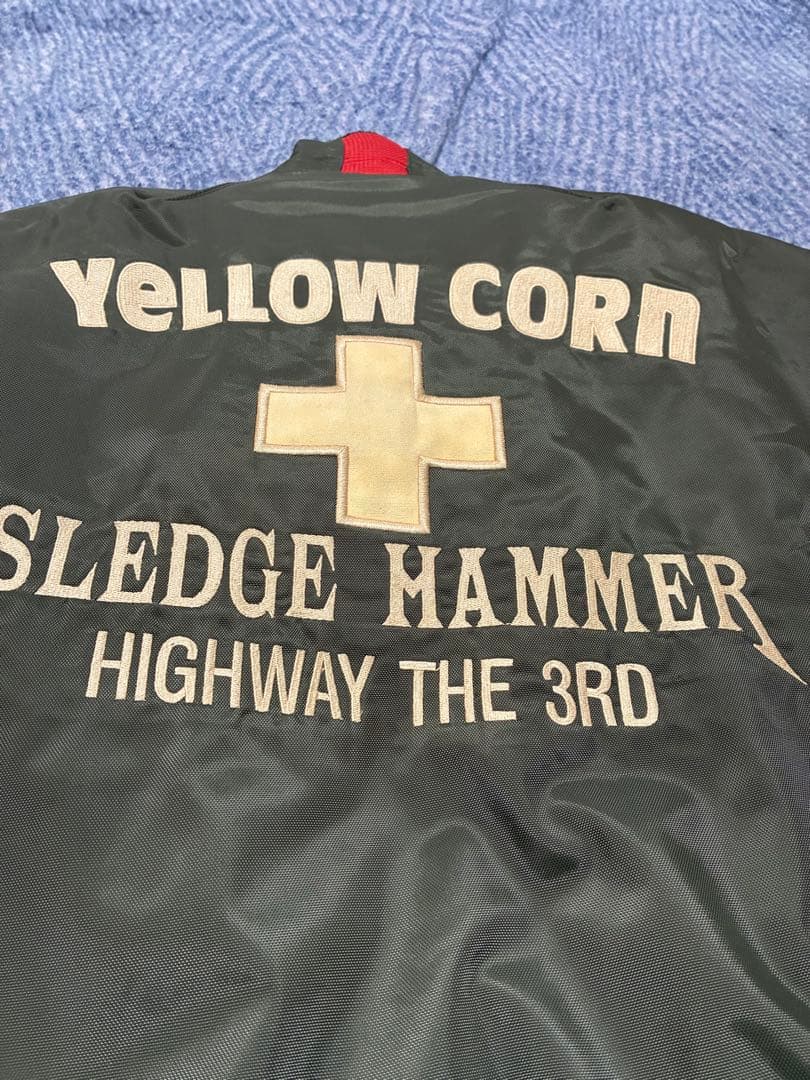 YeLLOW CORn
SLEDGE HAMMER
HIGHWAY THE 3RD